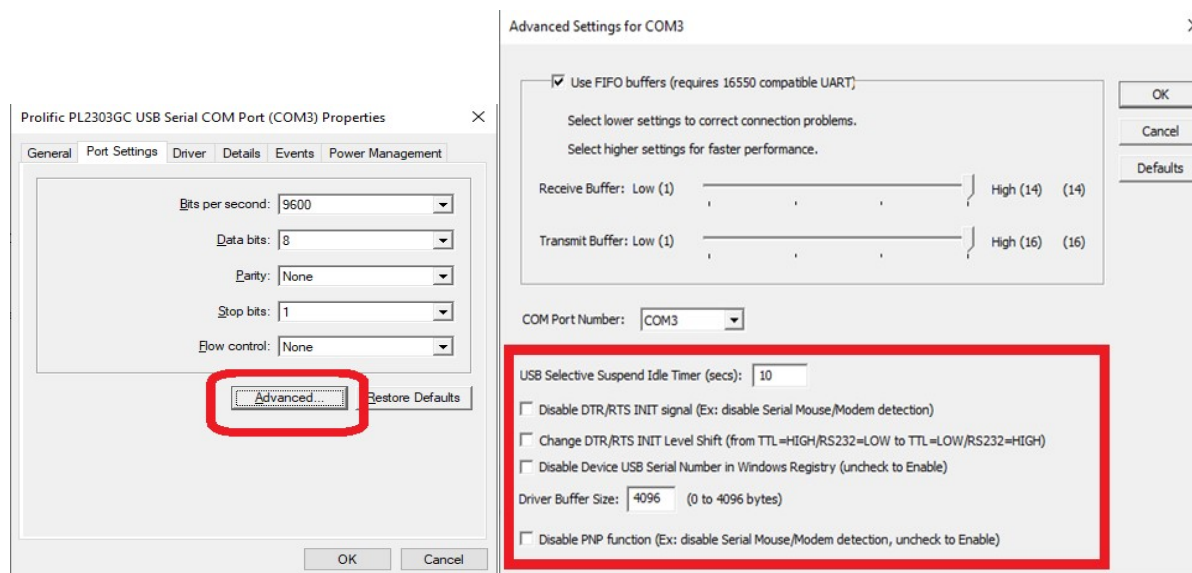 Prolific PL2303GC USB Serial COM Port (COM3) Properties
General Port Settings Driver Details Events Power Management
Bits per second: 9600
Data bits: 8
Parity: None
Stop bits: 1
Flow control: None
Advanced... Restore Defaults
OK Cancel
Advanced Settings for COM3
Use FIFO buffers (requires 16550 compatible UART)
Select lower settings to correct connection problems.
Select higher settings for faster performance.
Receive Buffer: Low (1) High (14) (14)
Transmit Buffer: Low (1) High (16) (16)
COM Port Number: COM3
USB Selective Suspend Idle Timer (secs): 10
Disable DTR/RTS INIT signal (Ex: disable Serial Mouse/Modem detection)
Change DTR/RTS INIT Level Shift (from TTL=HIGH/RS232=LOW to TTL=LOW/RS232=HIGH)
Disable Device USB Serial Number in Windows Registry (uncheck to Enable)
Driver Buffer Size: 4096 (0 to 4096 bytes)
Disable PNP function (Ex: disable Serial Mouse/Modem detection, uncheck to Enable)
OK
Cancel
Defaults